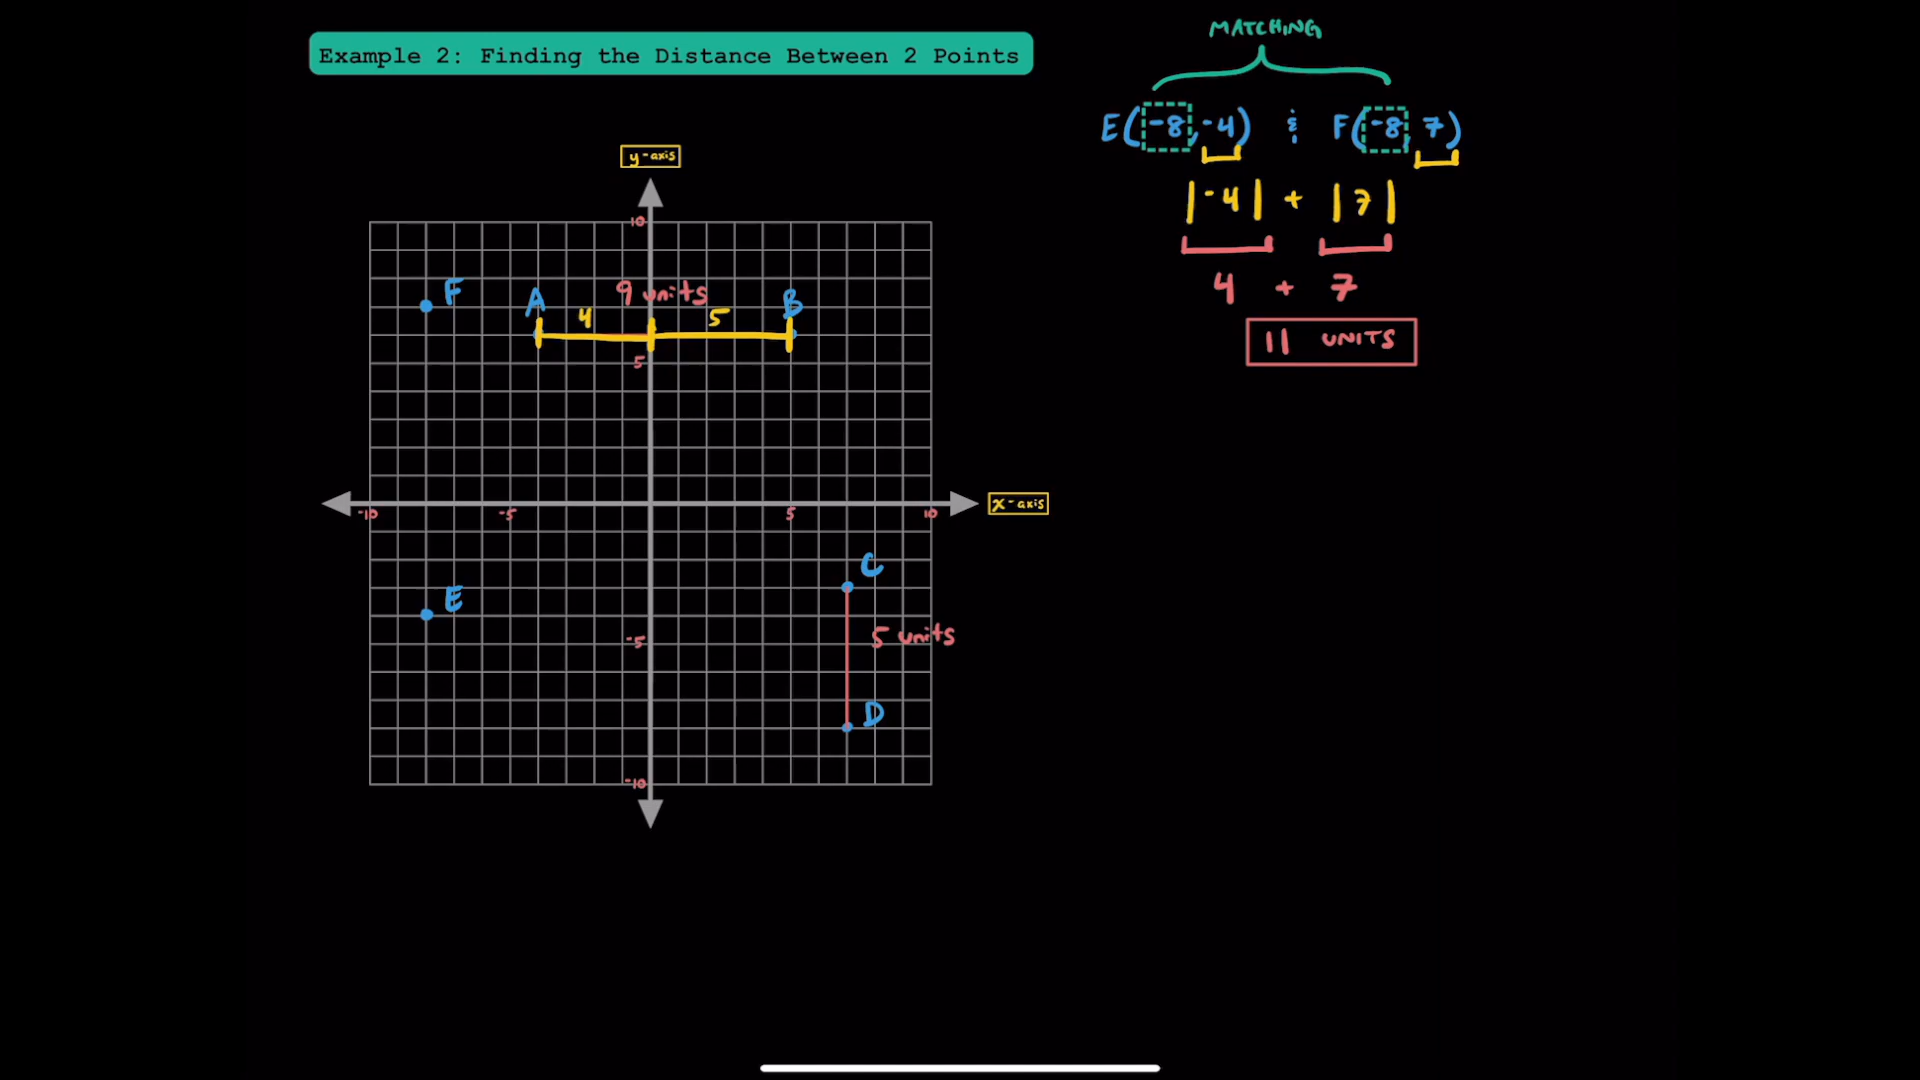 Example 2: Finding the Distance Between 2 Points
MATCHING
E(-8,-4) & F(-8,7)
|-4| + |7|
4 + 7
11 UNITS
y-axis
10
F
A
9 units
B
4
5
5
-10
-5
5
10
x-axis
C
E
-5
5 units
D
-10